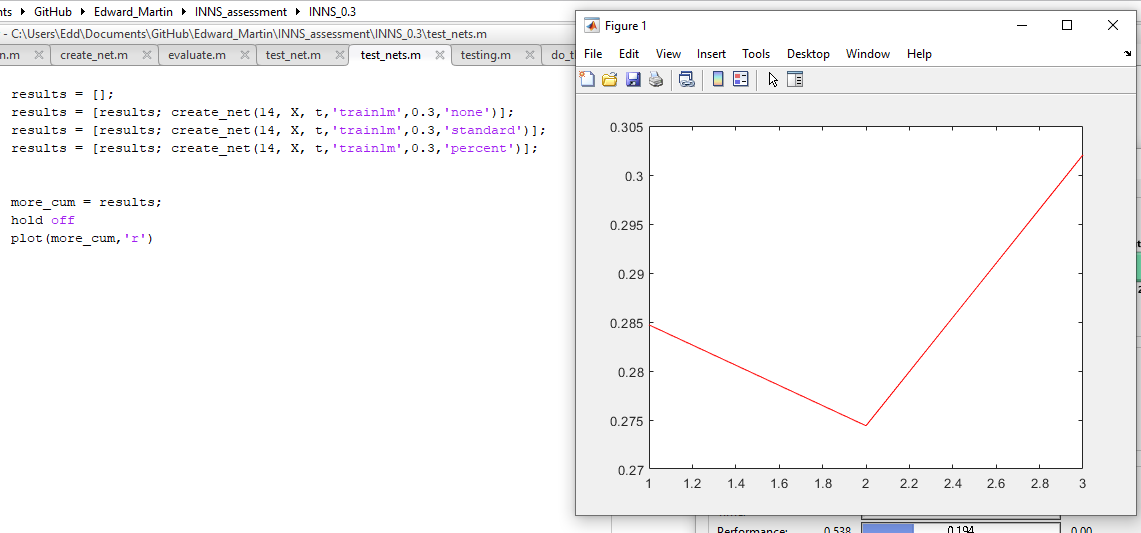 nts ▸ GitHub ▸ Edward_Martin ▸ INNS_assessment ▸ INNS_0.3
- C:\Users\Edd\Documents\GitHub\Edward_Martin\INNS_assessment\INNS_0.3\test_nets.m
n.m × create_net.m × evaluate.m × test_net.m × test_nets.m × testing.m ×
results = [];
results = [results; create_net(14, X, t,'trainlm',0.3,'none')];
results = [results; create_net(14, X, t,'trainlm',0.3,'standard')];
results = [results; create_net(14, X, t,'trainlm',0.3,'percent')];
more_cum = results;
hold off
plot(more_cum,'r')
Figure 1
File Edit View Insert Tools Desktop Window Help
0.305
0.3
0.295
0.29
0.285
0.28
0.275
0.27
1 1.2 1.4 1.6 1.8 2 2.2 2.4 2.6 2.8 3
Performance: 0.538 0.194 0.00